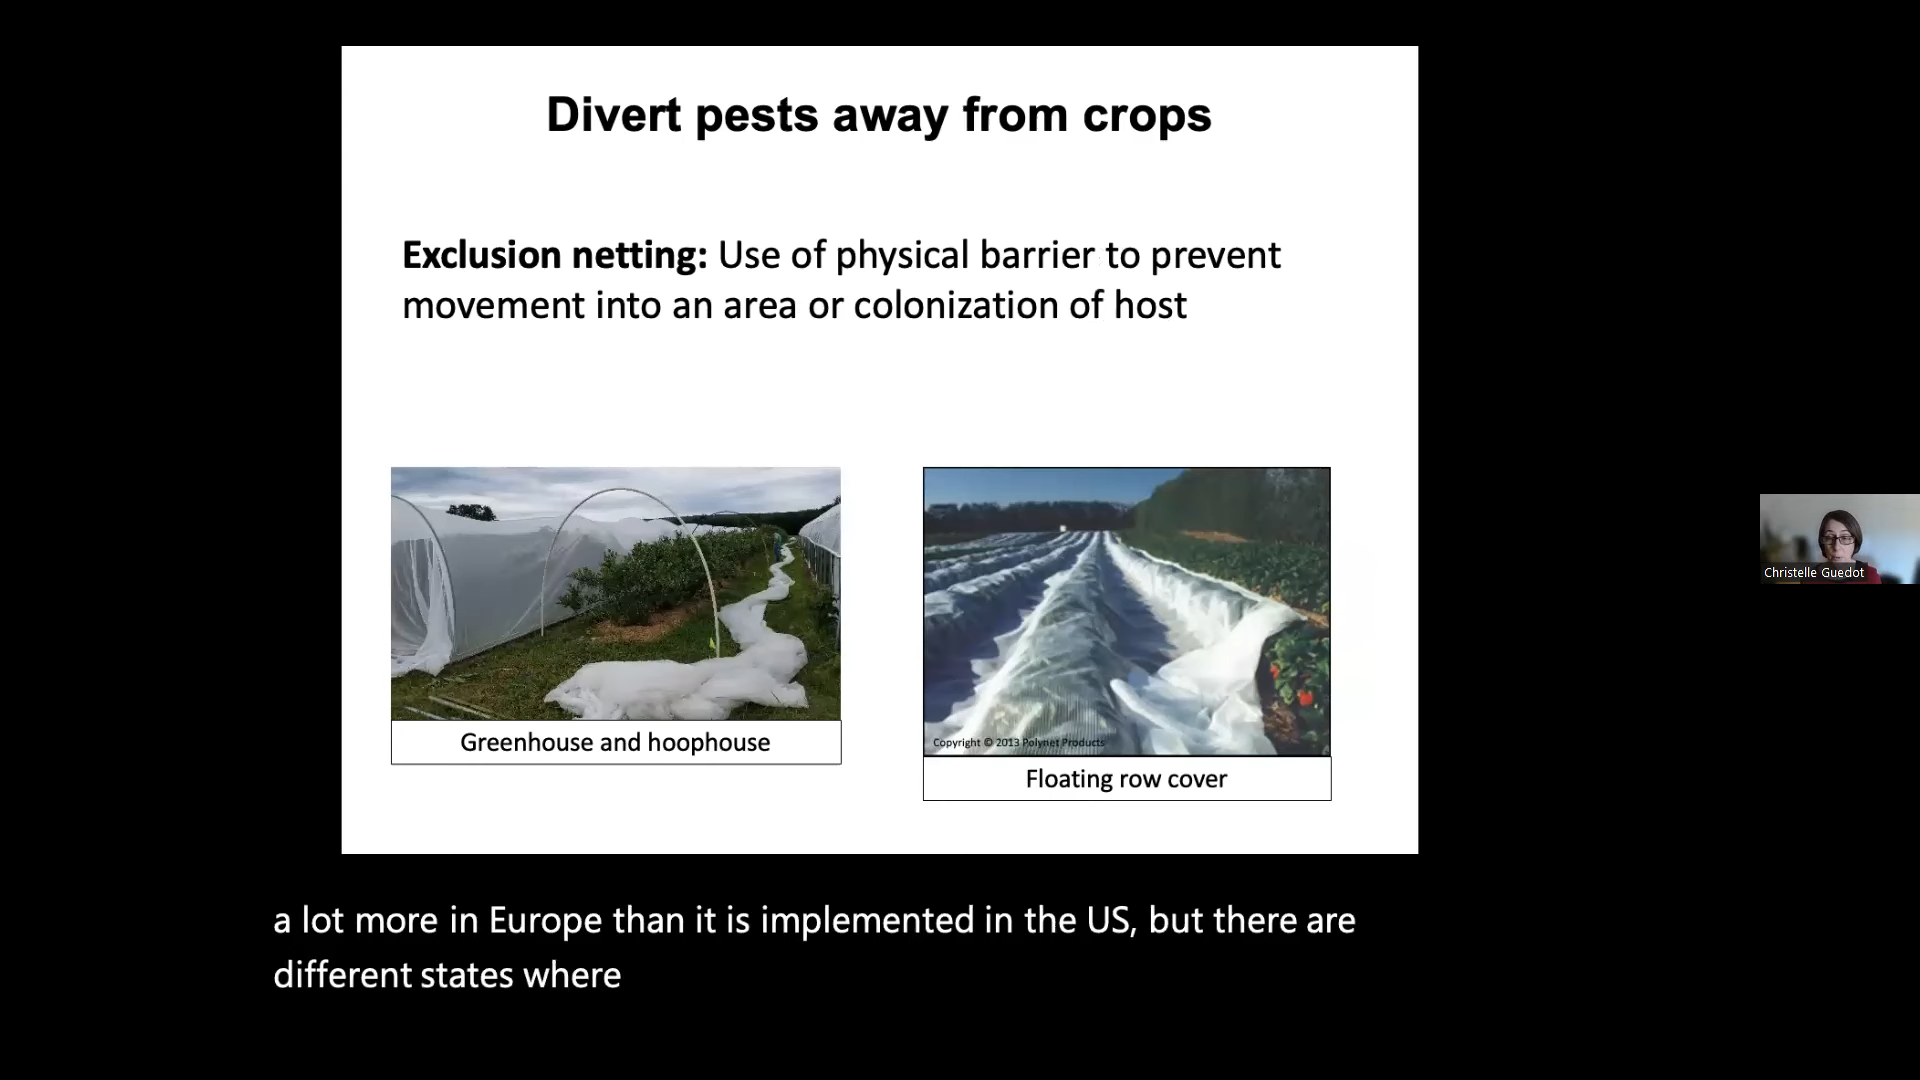 Divert pests away from crops
Exclusion netting: Use of physical barrier to prevent
movement into an area or colonization of host
Copyright © 2013 Polynet Products
Greenhouse and hoophouse
Floating row cover
Christelle Guedot
a lot more in Europe than it is implemented in the US, but there are
different states where